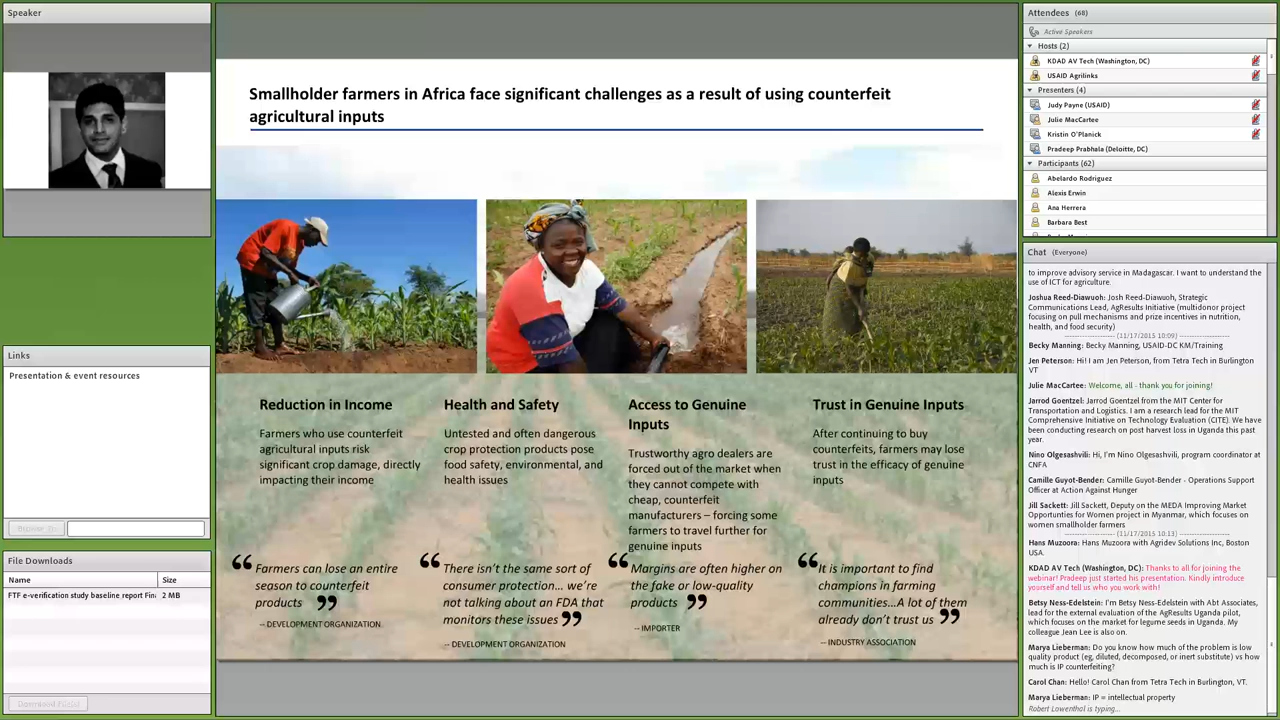 Speaker
Links
Presentation & event resources
Browse To
File Downloads
Name
Size
FTF e-verification study baseline report Fin
2 MB
Download File(s)
Smallholder farmers in Africa face significant challenges as a result of using counterfeit
agricultural inputs
Reduction in Income
Farmers who use counterfeit
agricultural inputs risk
significant crop damage, directly
impacting their income
Health and Safety
Untested and often dangerous
crop protection products pose
food safety, environmental, and
health issues
Access to Genuine
Inputs
Trustworthy agro dealers are
forced out of the market when
they cannot compete with
cheap, counterfeit
manufacturers – forcing some
farmers to travel further for
genuine inputs
Trust in Genuine Inputs
After continuing to buy
counterfeits, farmers may lose
trust in the efficacy of genuine
inputs
“Farmers can lose an entire
season to counterfeit
products ”
-- DEVELOPMENT ORGANIZATION
“There isn’t the same sort of
consumer protection... we’re
not talking about an FDA that
monitors these issues ”
-- DEVELOPMENT ORGANIZATION
“Margins are often higher on
the fake or low-quality
products ”
-- IMPORTER
“It is important to find
champions in farming
communities...A lot of them
already don’t trust us ”
-- INDUSTRY ASSOCIATION
Attendees (68)
Active Speakers
Hosts (2)
KDAD AV Tech (Washington, DC)
USAID Agrilinks
Presenters (4)
Judy Payne (USAID)
Julie MacCartee
Kristin O'Planick
Pradeep Prabhala (Deloitte, DC)
Participants (62)
Abelardo Rodriguez
Alexis Erwin
Ana Herrera
Barbara Best
Chat (Everyone)
to improve advisory service in Madagascar. I want to understand the
use of ICT for agriculture.
Joshua Reed-Diawuoh: Josh Reed-Diawuoh, Strategic
Communications Lead, AgResults Initiative (multidonor project
focusing on pull mechanisms and prize incentives in nutrition,
health, and food security)
------------------ (11/17/2015 10:09) ------------------
Becky Manning: Becky Manning, USAID-DC KM/Training
Jen Peterson: Hi! I am Jen Peterson, from Tetra Tech in Burlington
VT
Julie MacCartee: Welcome, all - thank you for joining!
Jarrod Goentzel: Jarrod Goentzel from the MIT Center for
Transportation and Logistics. I am a research lead for the MIT
Comprehensive Initiative on Technology Evaluation (CITE). We have
been conducting research on post harvest loss in Uganda this past
year.
Nino Olgesashvili: Hi, I'm Nino Olgesashvili, program coordinator at
CNFA
Camille Guyot-Bender: Camille Guyot-Bender - Operations Support
Officer at Action Against Hunger
Jill Sackett: Jill Sackett, Deputy on the MEDA Improving Market
Opportunties for Women project in Myanmar, which focuses on
women smallholder farmers
------------------ (11/17/2015 10:13) ------------------
Hans Muzoora: Hans Muzoora with Agridev Solutions Inc, Boston
USA.
KDAD AV Tech (Washington, DC): Thanks to all for joining the
webinar! Pradeep just started his presentation. Kindly introduce
yourself and tell us who you work with!
Betsy Ness-Edelstein: I'm Betsy Ness-Edelstein with Abt Associates,
lead for the external evaluation of the AgResults Uganda pilot,
which focuses on the market for legume seeds in Uganda. My
colleague Jean Lee is also on.
Marya Lieberman: Do you know how much of the problem is low
quality product (eg, diluted, decomposed, or inert substitute) vs how
much is IP counterfeiting?
Carol Chan: Hello! Carol Chan from Tetra Tech in Burlington, VT.
Marya Lieberman: IP = intellectual property
Robert Lowenthal is typing...